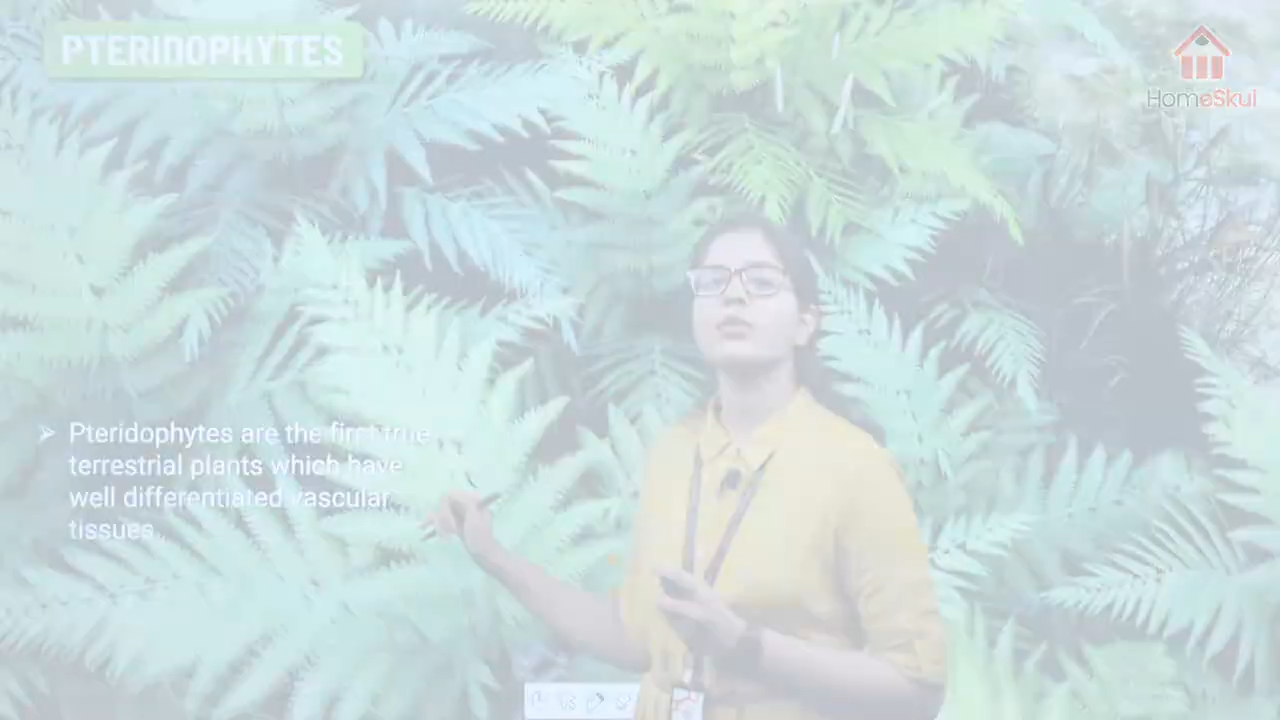 PTERIDOPHYTES
HomeSkul
➢ Pteridophytes are the first true
terrestrial plants which have
well differentiated vascular
tissues.